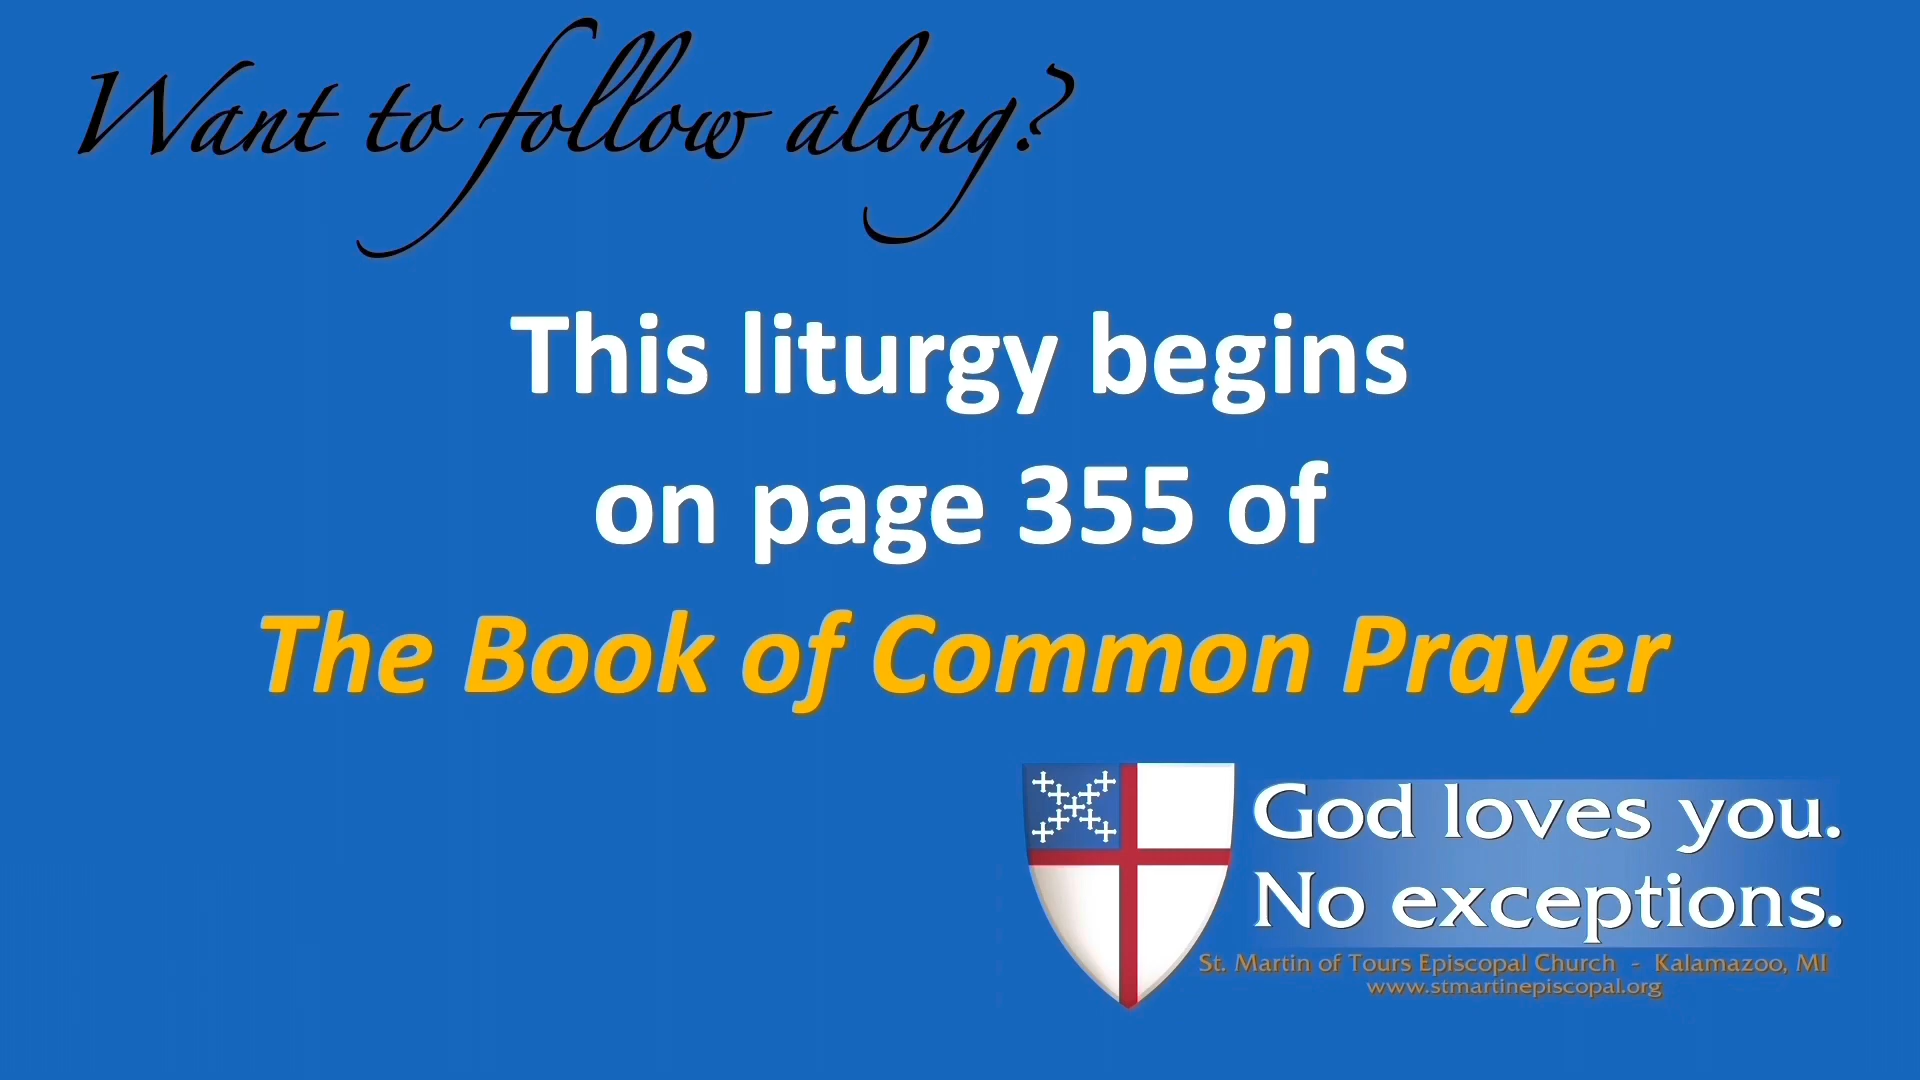 Want to follow along?
This liturgy begins
on page 355 of
The Book of Common Prayer
God loves you.
No exceptions.
St. Martin of Tours Episcopal Church - Kalamazoo, MI
www.stmartinepiscopal.org